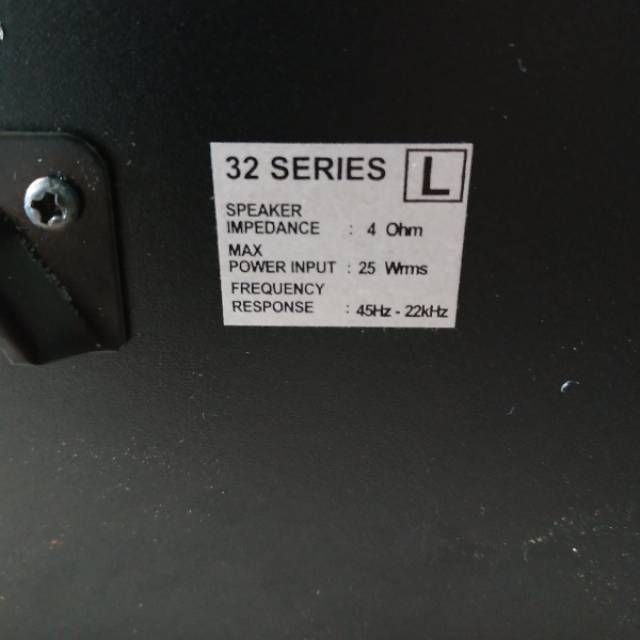 32 SERIES L
SPEAKER
IMPEDANCE : 4 Ohm
MAX
POWER INPUT : 25 Wrms
FREQUENCY
RESPONSE : 45Hz - 22kHz